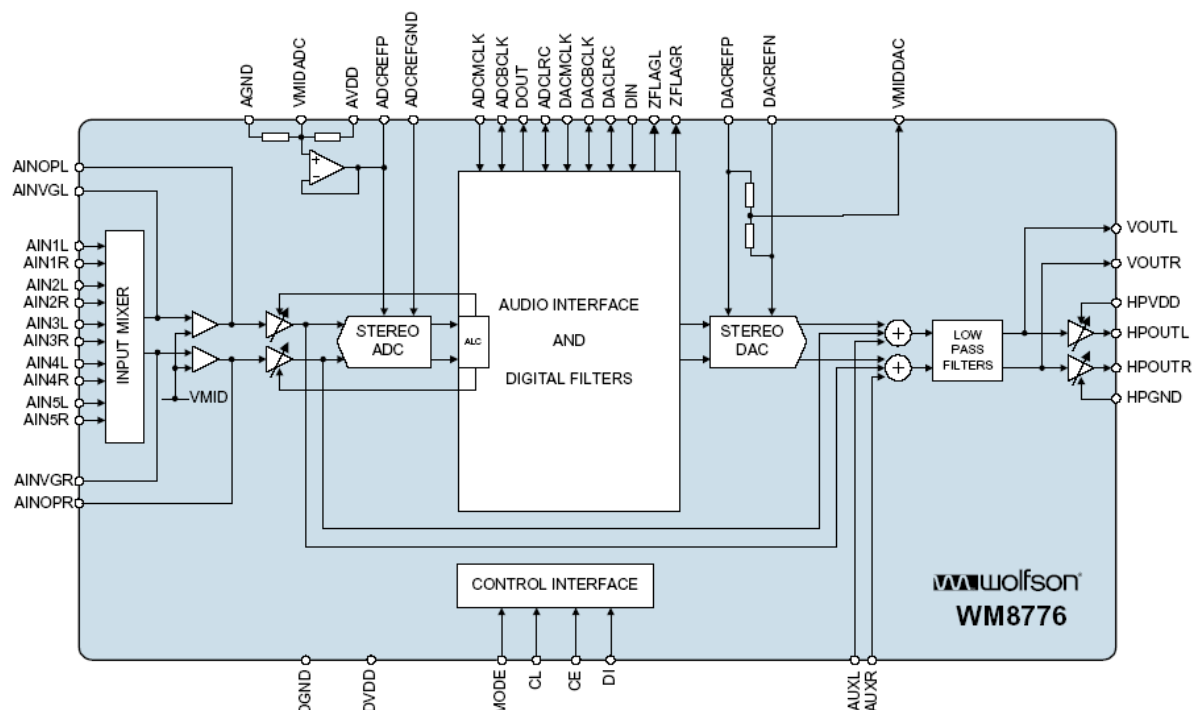 AGND
VMIDADC
AVDD
ADCREFP
ADCREFGND
ADCMCLK
ADCBCLK
DOUT
ADCLRC
DACMCLK
DACBCLK
DACLRC
DIN
ZFLAGL
ZFLAGR
DACREFP
DACREFN
VMIDDAC
AINOPL
AINVGL
AIN1L
AIN1R
AIN2L
AIN2R
AIN3L
AIN3R
AIN4L
AIN4R
AIN5L
AIN5R
AINVGR
AINOPR
INPUT MIXER
VMID
+
−
STEREO
ADC
ALC
AUDIO INTERFACE
AND
DIGITAL FILTERS
STEREO
DAC
+
+
LOW
PASS
FILTERS
VOUTL
VOUTR
HPVDD
HPOUTL
HPOUTR
HPGND
CONTROL INTERFACE
wolfson
WM8776
DGND
DVDD
MODE
CL
CE
DI
AUXL
AUXR